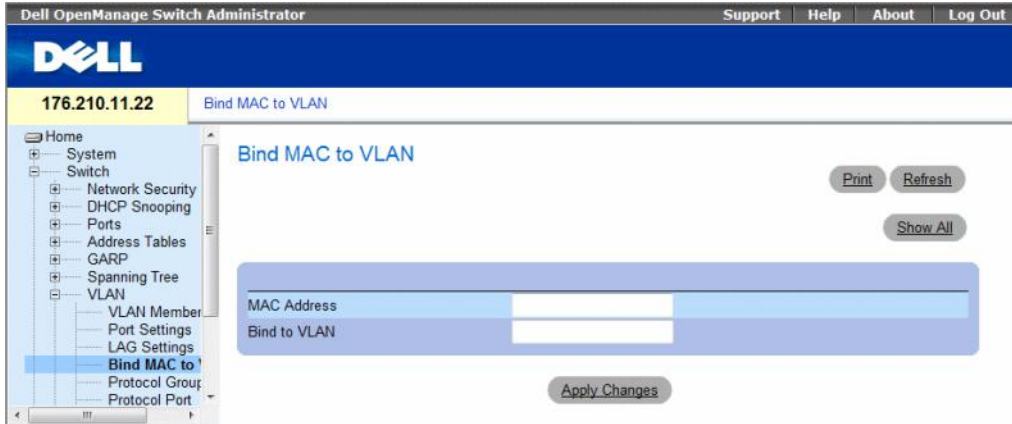 Dell OpenManage Switch Administrator
Support Help About Log Out
DELL
176.210.11.22
Bind MAC to VLAN
Home
System
Switch
Network Security
DHCP Snooping
Ports
Address Tables
GARP
Spanning Tree
VLAN
VLAN Member
Port Settings
LAG Settings
Bind MAC to
Protocol Group
Protocol Port
Bind MAC to VLAN
Print Refresh
Show All
MAC Address
Bind to VLAN
Apply Changes